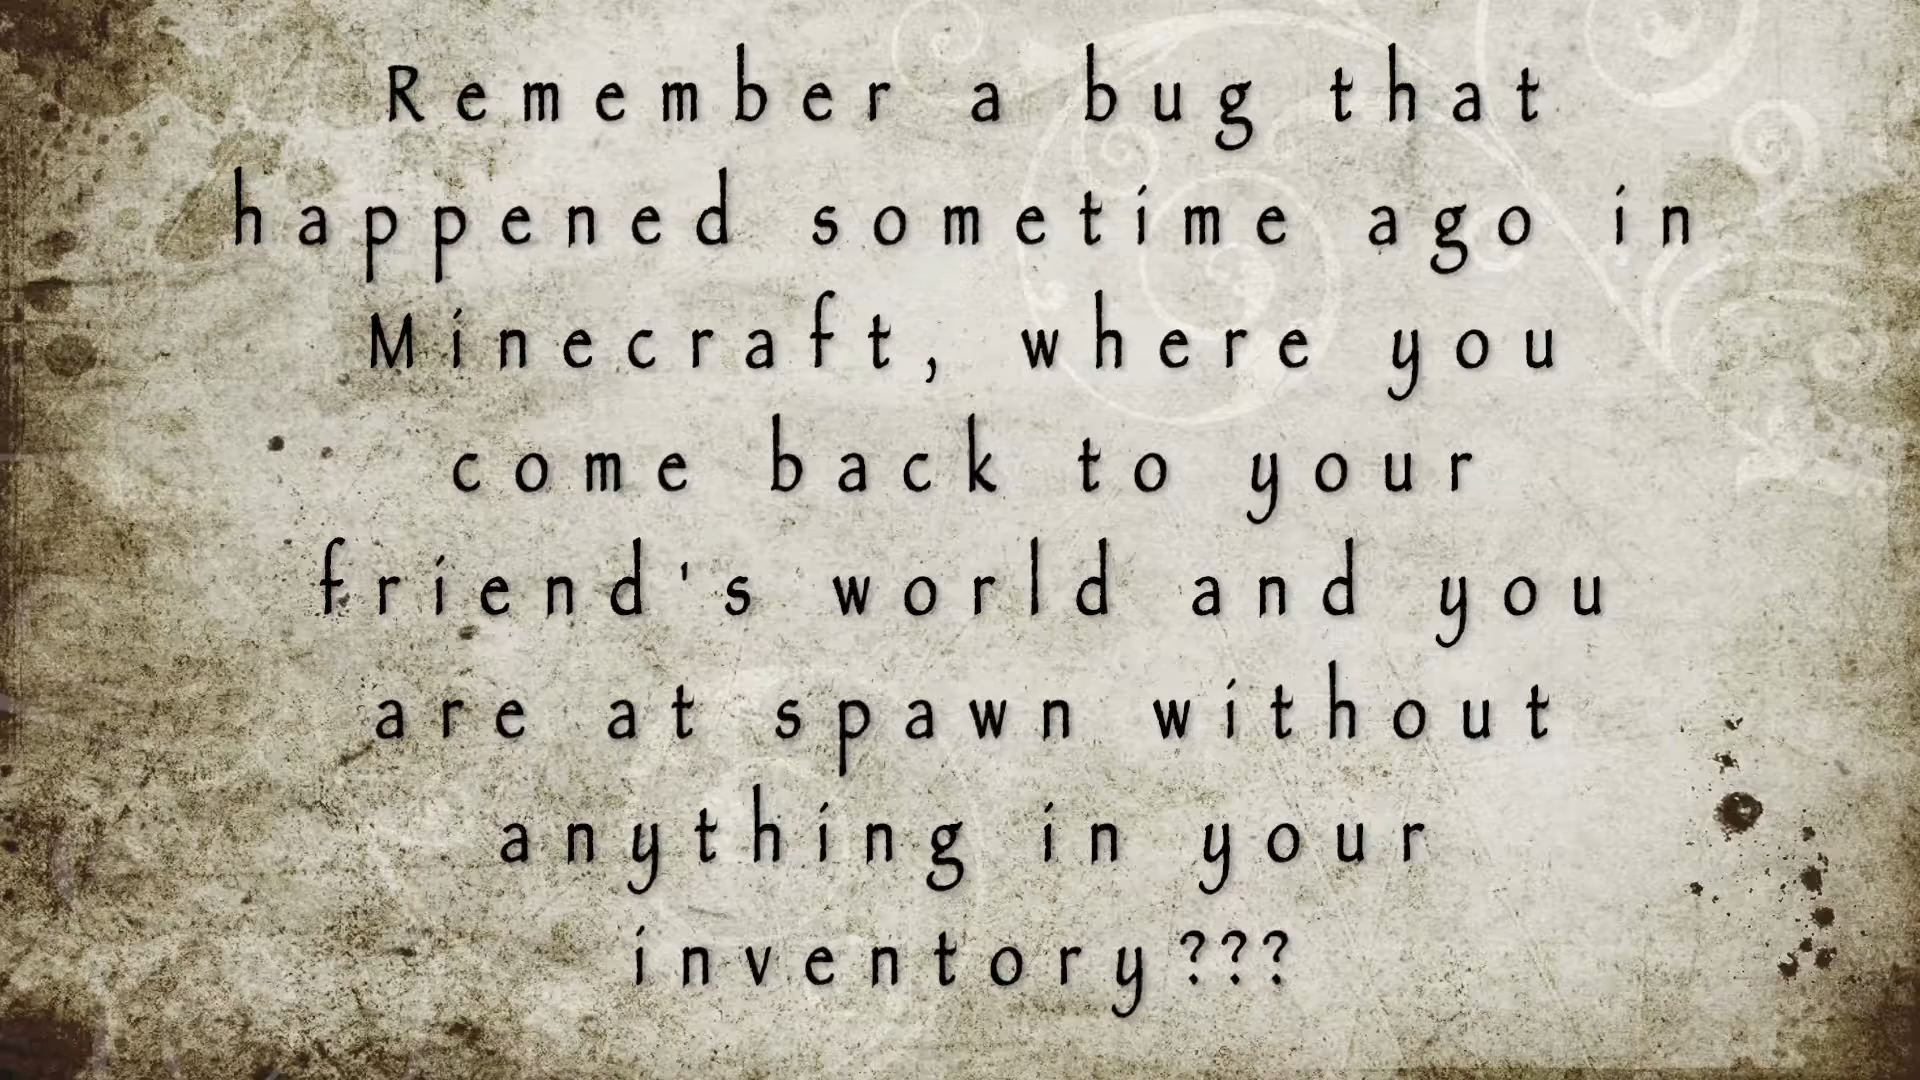 Remember a bug that
happened sometime ago in
Minecraft, where you
come back to your
friend's world and you
are at spawn without
anything in your
inventory???